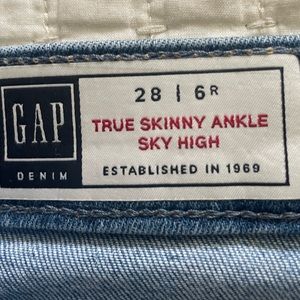 GAP
DENIM
28 | 6R
TRUE SKINNY ANKLE
SKY HIGH
ESTABLISHED IN 1969